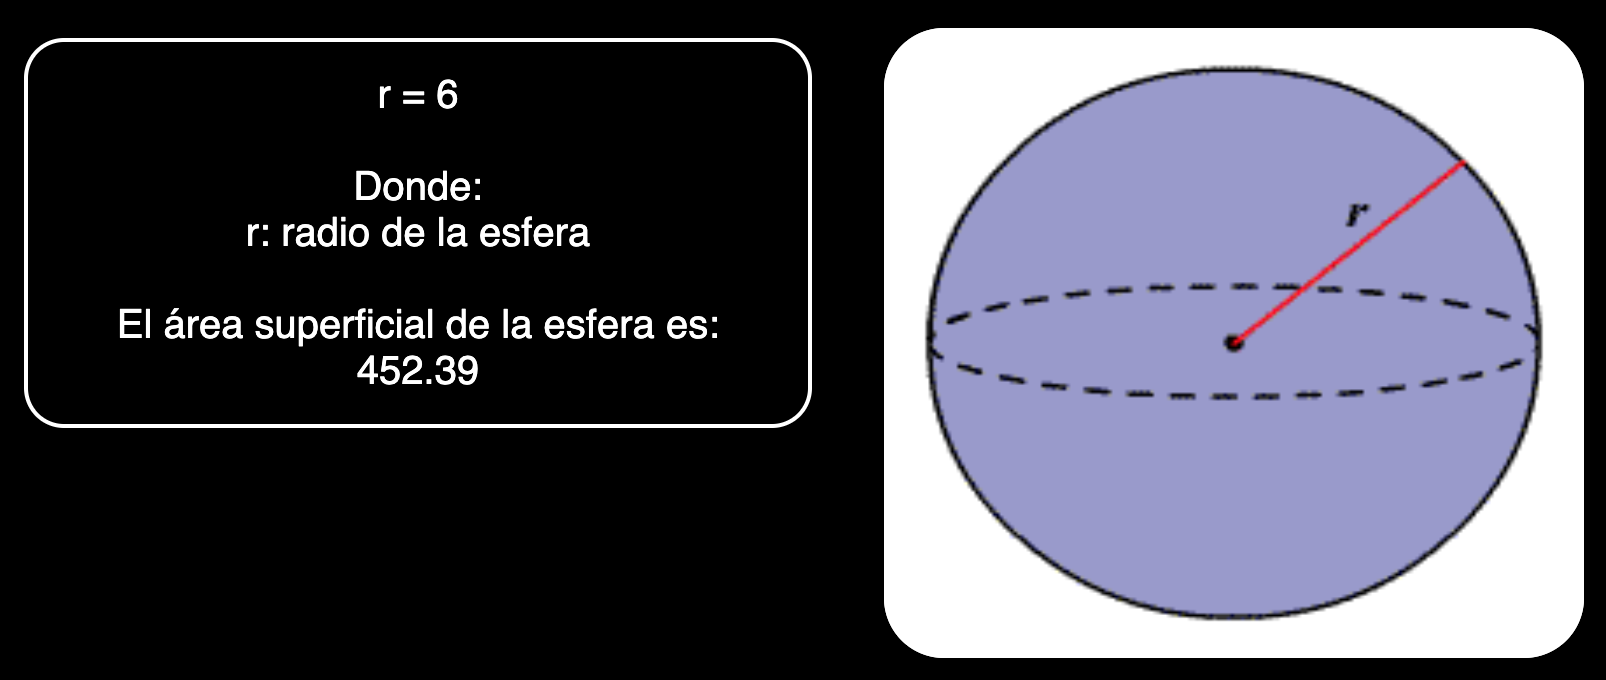 r = 6
Donde:
r: radio de la esfera
El área superficial de la esfera es:
452.39
r